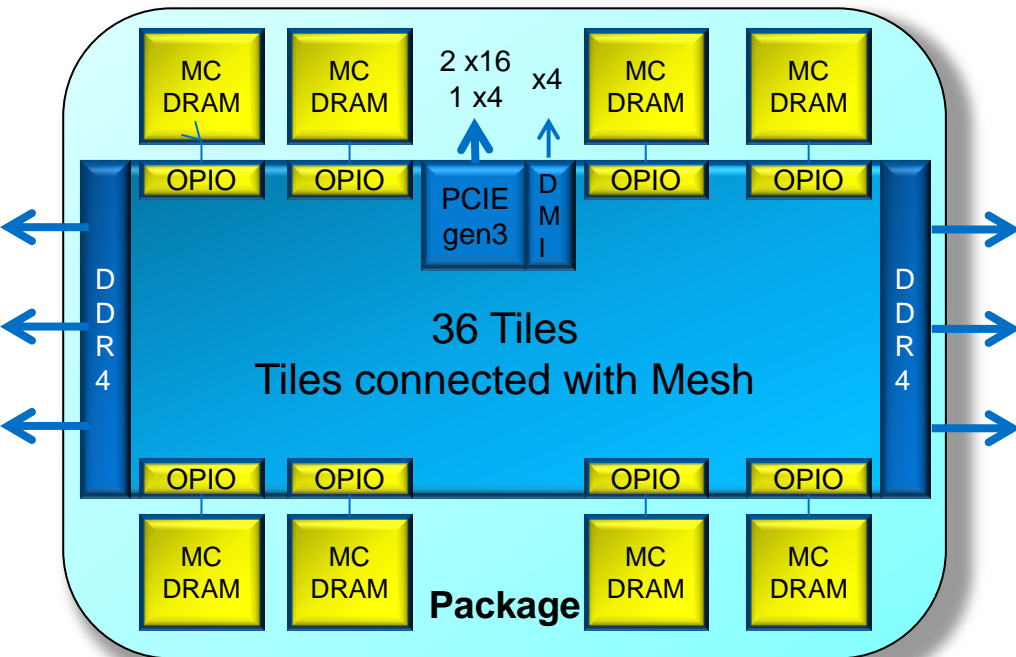 MC
DRAM
MC
DRAM
2 x16
1 x4
x4
MC
DRAM
MC
DRAM
OPIO
OPIO
PCIE
gen3
D
M
I
OPIO
OPIO
D
D
R
4
36 Tiles
Tiles connected with Mesh
D
D
R
4
OPIO
OPIO
OPIO
OPIO
MC
DRAM
MC
DRAM
Package
MC
DRAM
MC
DRAM